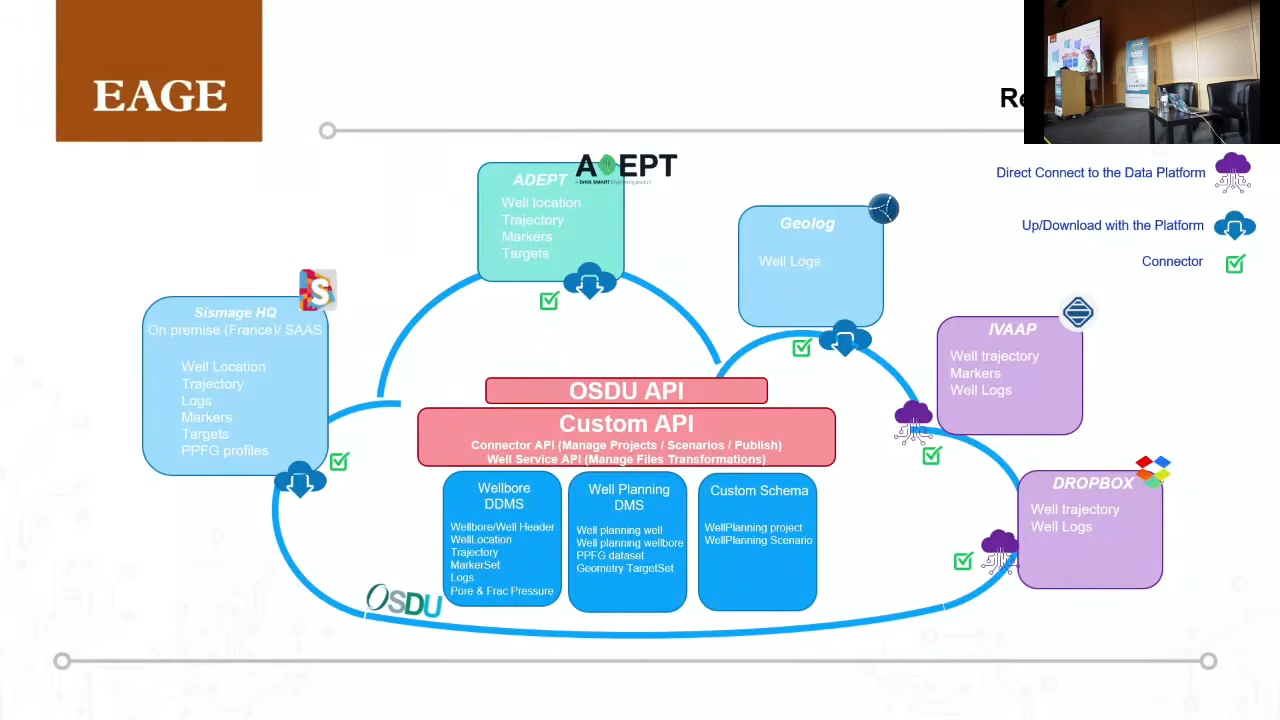 EAGE
Re
Direct Connect to the Data Platform
Up/Download with the Platform
Connector
ADEPT
ADEPT
Well location
Trajectory
Markers
Targets
Geolog
Well Logs
S
Sismage HQ
On premise (France)/ SAAS
Well Location
Trajectory
Logs
Markers
Targets
PPFG profiles
IVAAP
Well trajectory
Markers
Well Logs
OSDU API
Custom API
Connector API (Manage Projects / Scenarios / Publish)
Well Service API (Manage Files Transformations)
Wellbore
DDMS
Wellbore/Well Header
WellLocation
Trajectory
MarkerSet
Logs
Pore & Frac Pressure
Well Planning
DMS
Well planning well
Well planning wellbore
PPFG dataset
Geometry TargetSet
Custom Schema
WellPlanning project
WellPlanning Scenario
DROPBOX
Well trajectory
Well Logs
OSDU